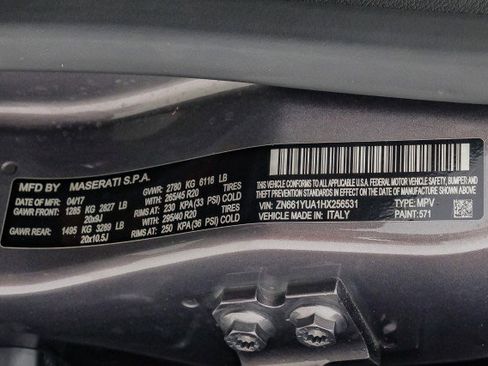 MFD BY MASERATI S.P.A.
DATE OF MFR: 04/17 GVWR: 2780 KG 6116 LB
GAWR FRONT: 1285 KG 2827 LB WITH 265/45 R20 TIRES
20x9J RIMS AT 230 KPA (33 PSI) COLD
GAWR REAR: 1495 KG 3289 LB WITH 295/40 R20 TIRES
20x10.5J RIMS AT 250 KPA (36 PSI) COLD
THIS VEHICLE CONFORMS TO ALL APPLICABLE
FEDERAL MOTOR VEHICLE SAFETY, BUMPER, AND
THEFT PREVENTION STANDARDS IN EFFECT ON THE
DATE OF MANUFACTURE SHOWN ABOVE.
VIN: ZN661YUA1HX256531 TYPE: MPV
VEHICLE MADE IN: ITALY PAINT: 571